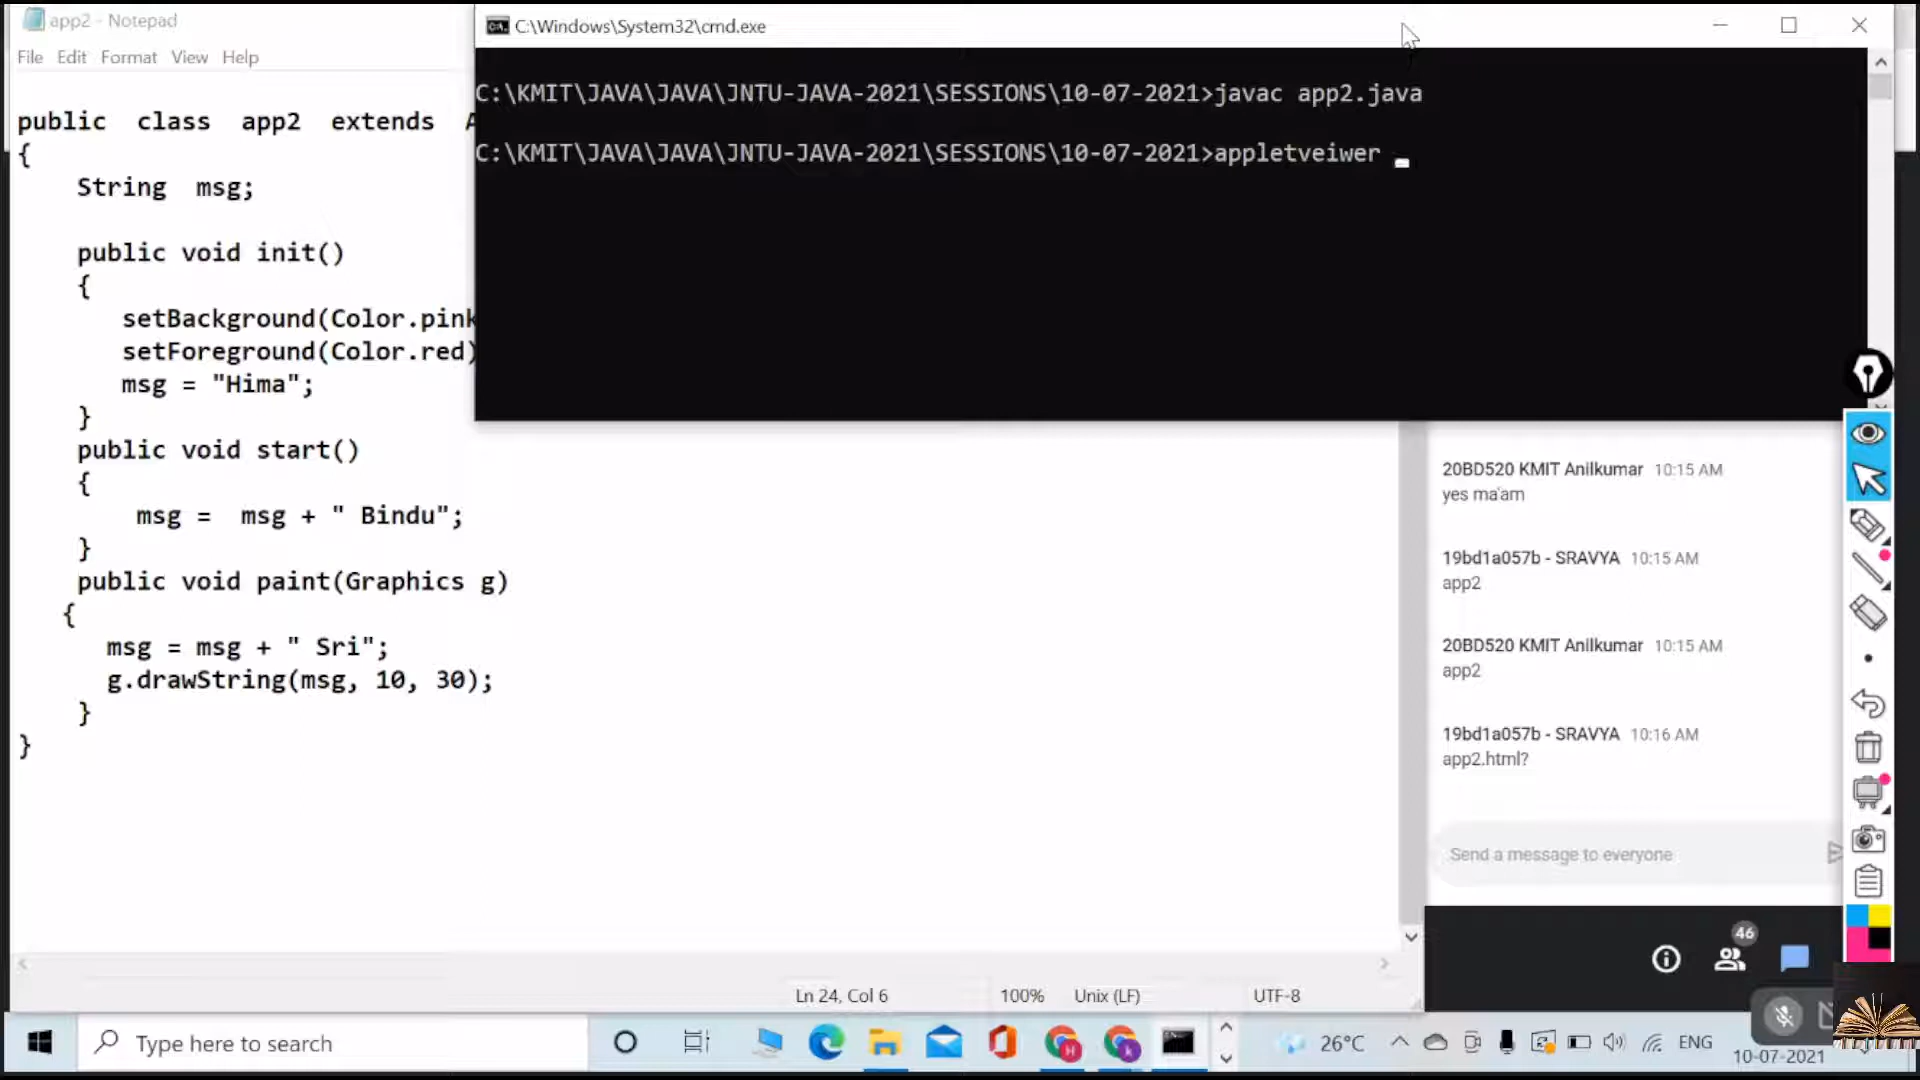 app2 - Notepad
File Edit Format View Help
public class app2 extends A
{
String msg;
public void init()
{
setBackground(Color.pink
setForeground(Color.red)
msg = "Hima";
}
public void start()
{
msg = msg + " Bindu";
}
public void paint(Graphics g)
{
msg = msg + " Sri";
g.drawString(msg, 10, 30);
}
}
Ln 24, Col 6
100%
Unix (LF)
UTF-8
C:\Windows\System32\cmd.exe
C:\KMIT\JAVA\JAVA\JNTU-JAVA-2021\SESSIONS\10-07-2021>javac app2.java
C:\KMIT\JAVA\JAVA\JNTU-JAVA-2021\SESSIONS\10-07-2021>appletveiwer
20BD520 KMIT Anilkumar 10:15 AM
yes ma'am
19bd1a057b - SRAVYA 10:15 AM
app2
20BD520 KMIT Anilkumar 10:15 AM
app2
19bd1a057b - SRAVYA 10:16 AM
app2.html?
Send a message to everyone
46
Type here to search
H
k
26°C
ENG
10-07-2021